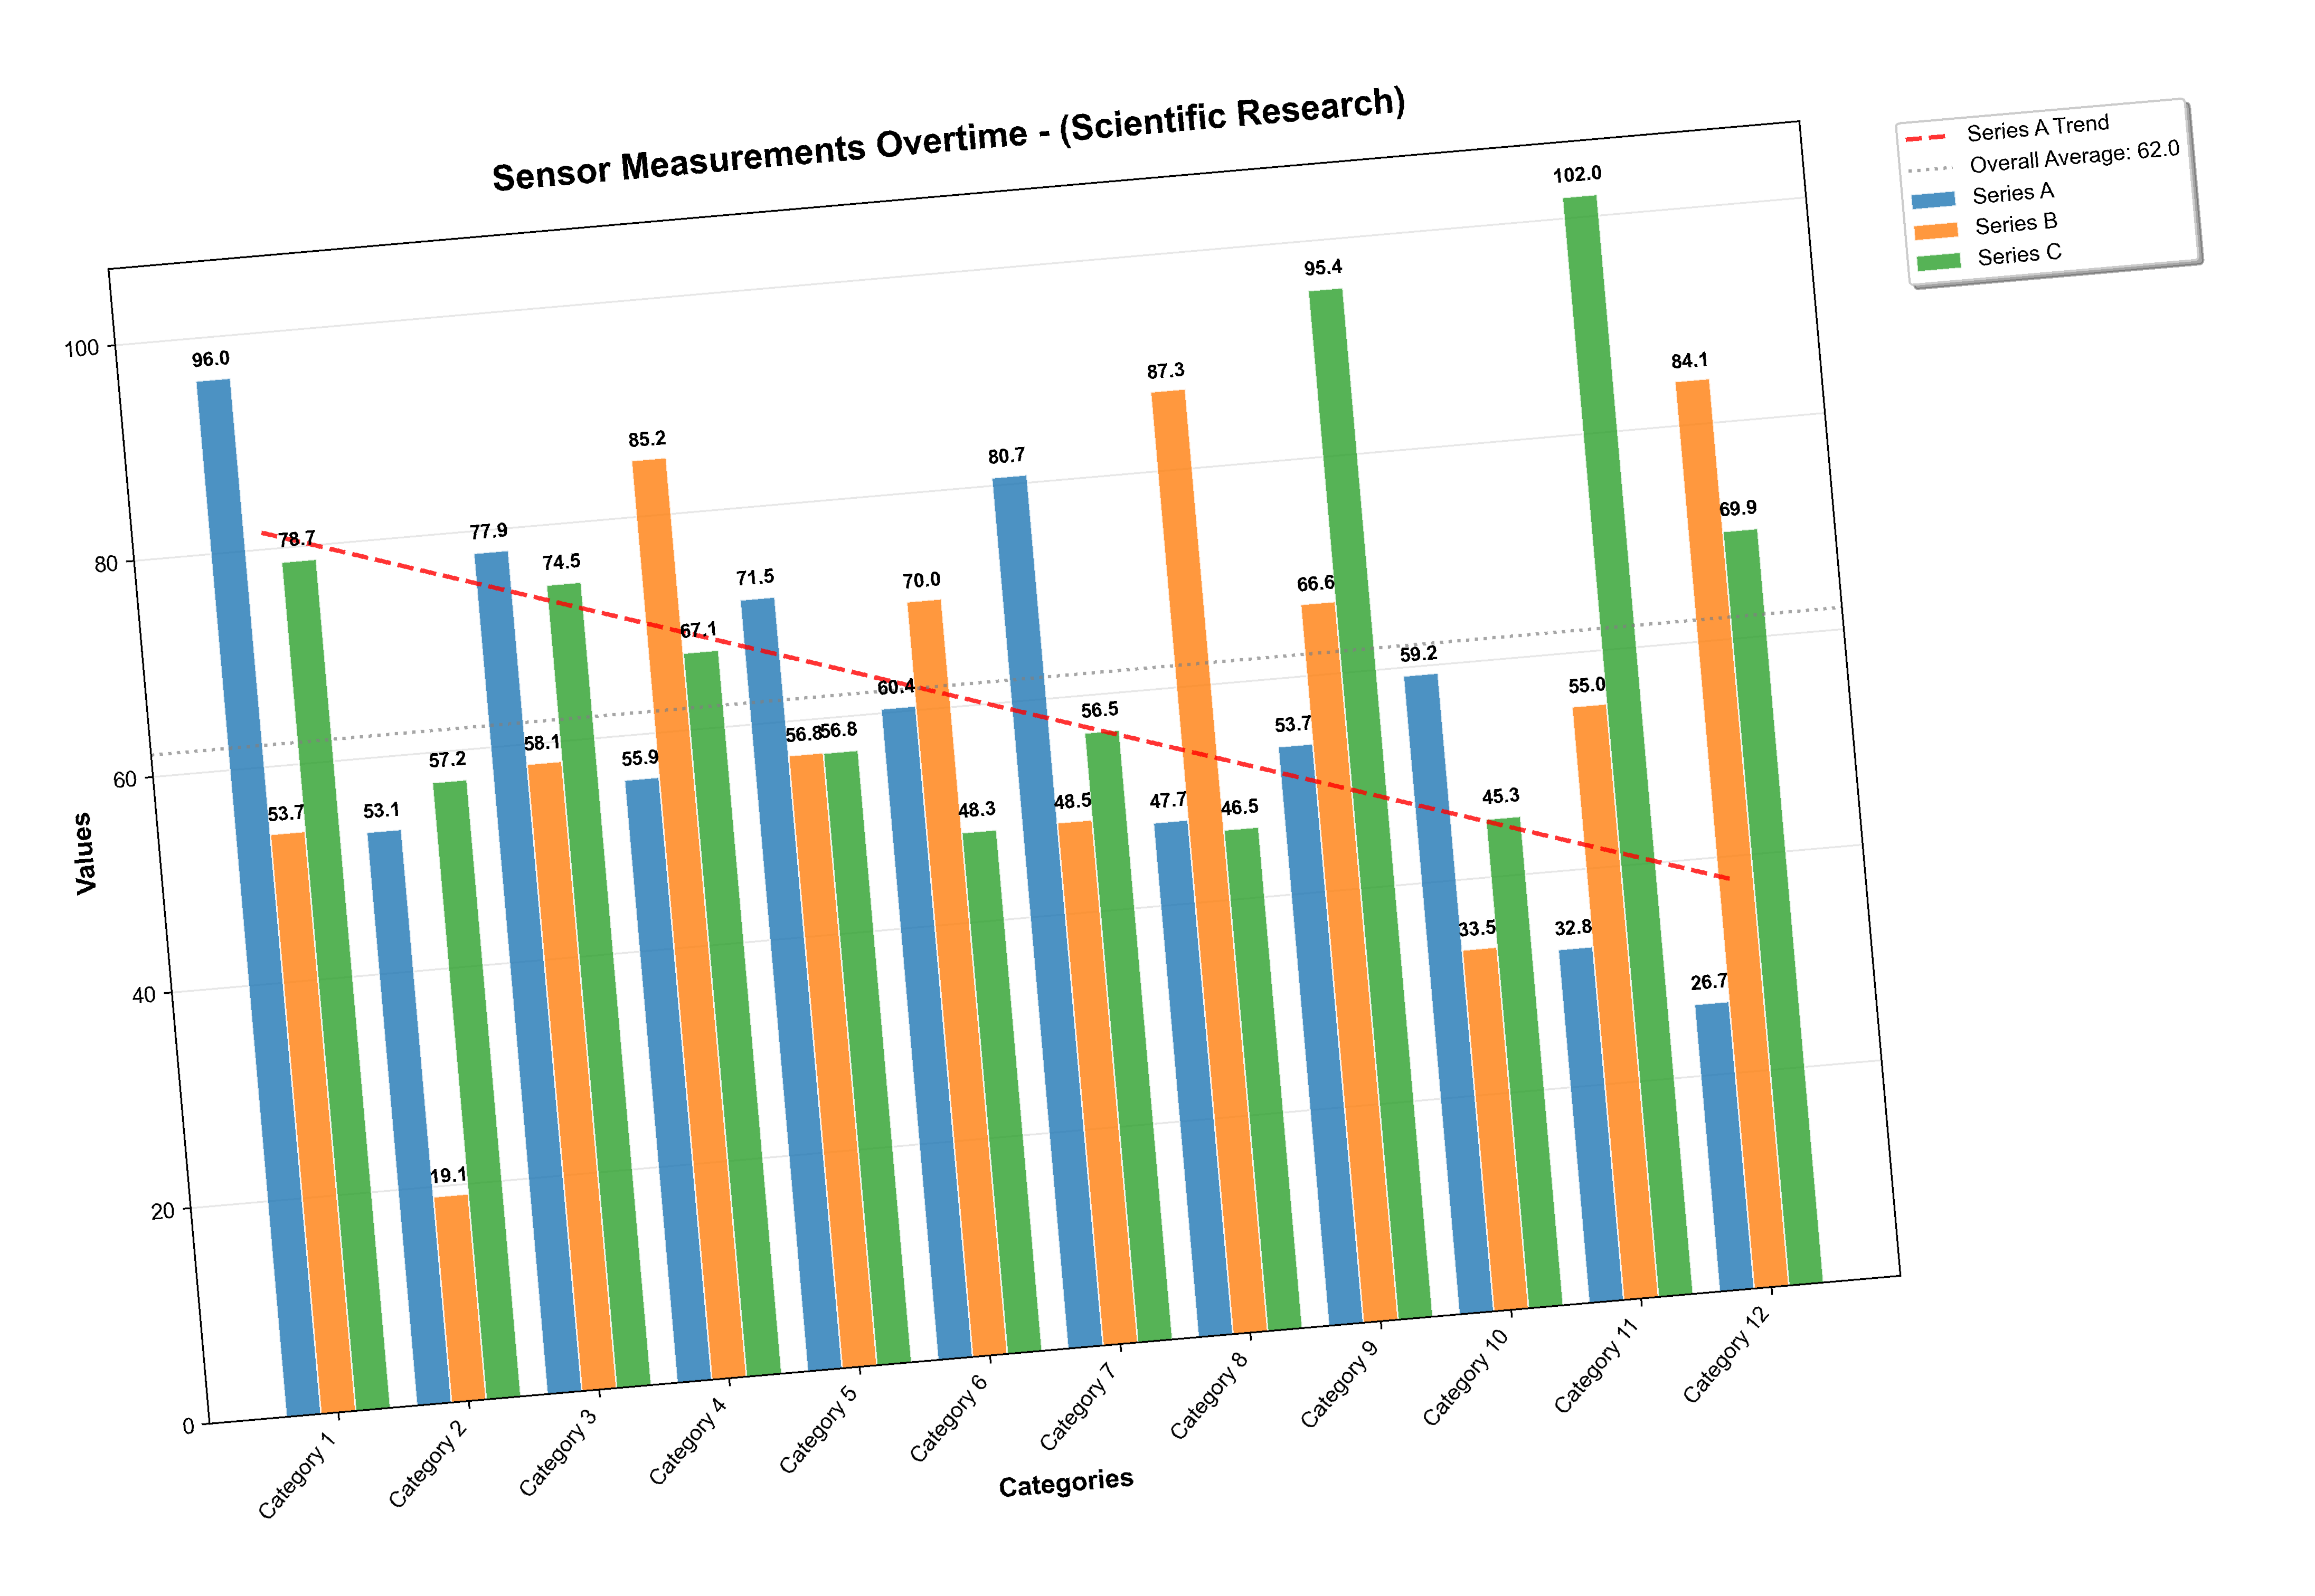 Sensor Measurements Overtime - (Scientific Research)
Series A Trend
Overall Average: 62.0
Series A
Series B
Series C
Values
100
80
60
40
20
0
96.0
53.7
78.7
53.1
19.1
57.2
77.9
58.1
74.5
55.9
85.2
67.1
71.5
56.8
56.8
60.4
70.0
48.3
80.7
48.5
56.5
47.7
87.3
46.5
53.7
66.6
95.4
59.2
33.5
45.3
32.8
55.0
102.0
26.7
84.1
69.9
Category 1
Category 2
Category 3
Category 4
Category 5
Category 6
Category 7
Category 8
Category 9
Category 10
Category 11
Category 12
Categories